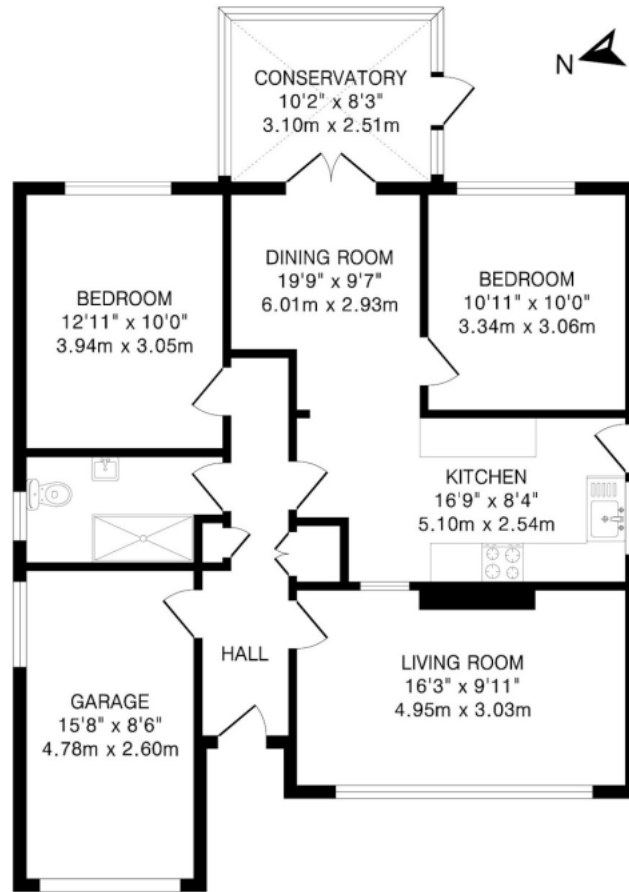 CONSERVATORY
10'2" x 8'3"
3.10m x 2.51m
N
DINING ROOM
19'9" x 9'7"
6.01m x 2.93m
BEDROOM
12'11" x 10'0"
3.94m x 3.05m
BEDROOM
10'11" x 10'0"
3.34m x 3.06m
KITCHEN
16'9" x 8'4"
5.10m x 2.54m
HALL
LIVING ROOM
16'3" x 9'11"
4.95m x 3.03m
GARAGE
15'8" x 8'6"
4.78m x 2.60m